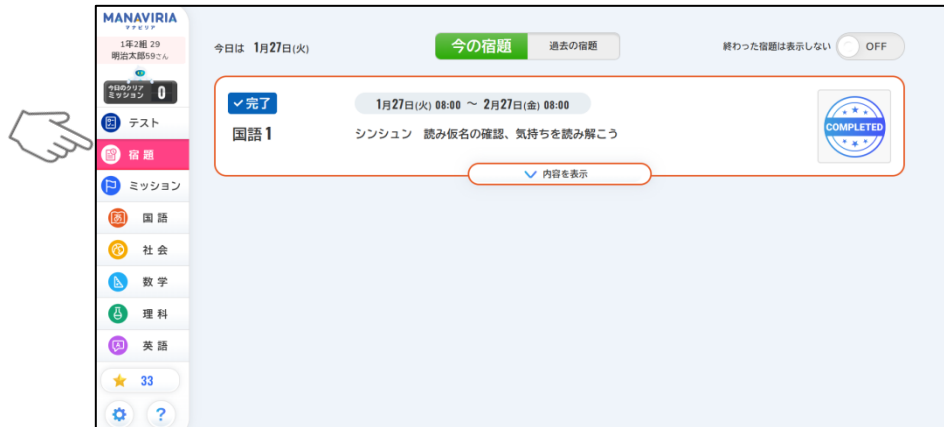 MANAVIRIA
マナビリア
1年2組 29
明治太郎59さん
今日のクリア
ミッション 0
テスト
宿題
ミッション
国語
社会
数学
理科
英語
33
?
今日は 1月27日(火)
今の宿題 過去の宿題
終わった宿題は表示しない OFF
完了 1月27日(火) 08:00 ～ 2月27日(金) 08:00
国語1 シンシュン 読み仮名の確認、気持ちを読み解こう
COMPLETED
内容を表示